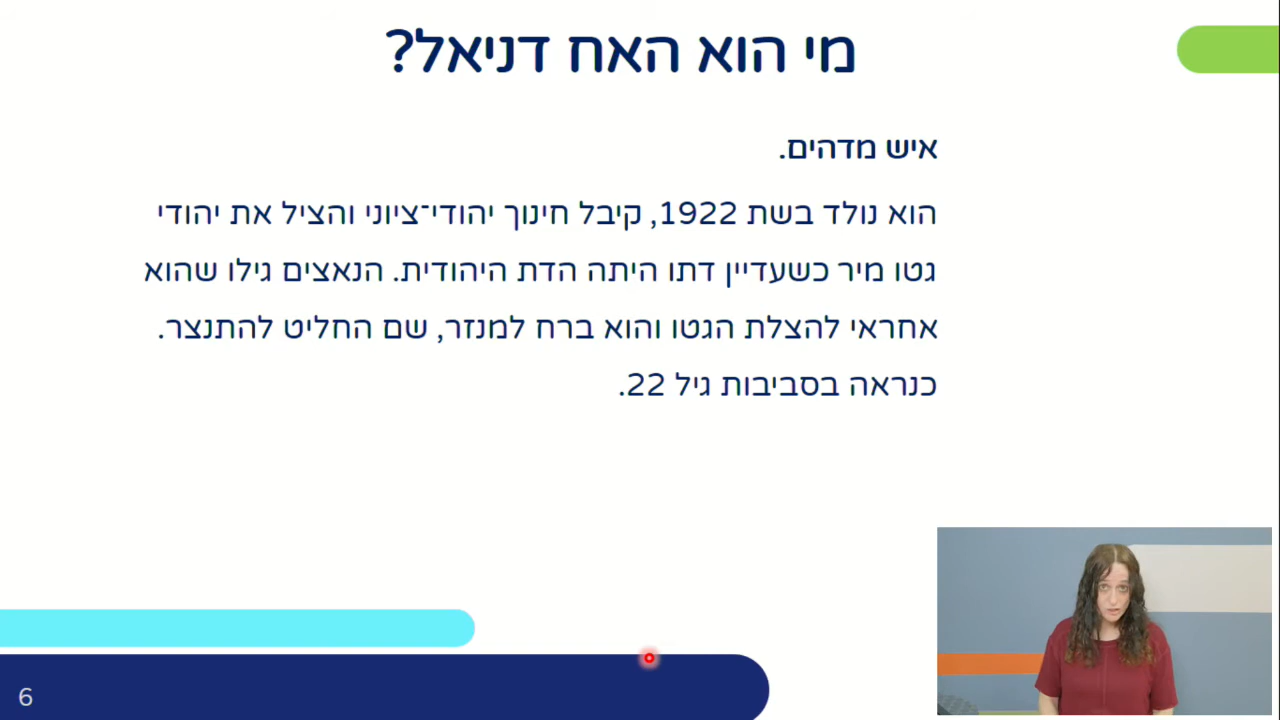 מי הוא האח דניאל?
איש מדהים.
הוא נולד בשת 1922, קיבל חינוך יהודי־ציוני והציל את יהודי
גטו מיר כשעדיין דתו היתה הדת היהודית. הנאצים גילו שהוא
אחראי להצלת הגטו והוא ברח למנזר, שם החליט להתנצר.
כנראה בסביבות גיל 22.
6